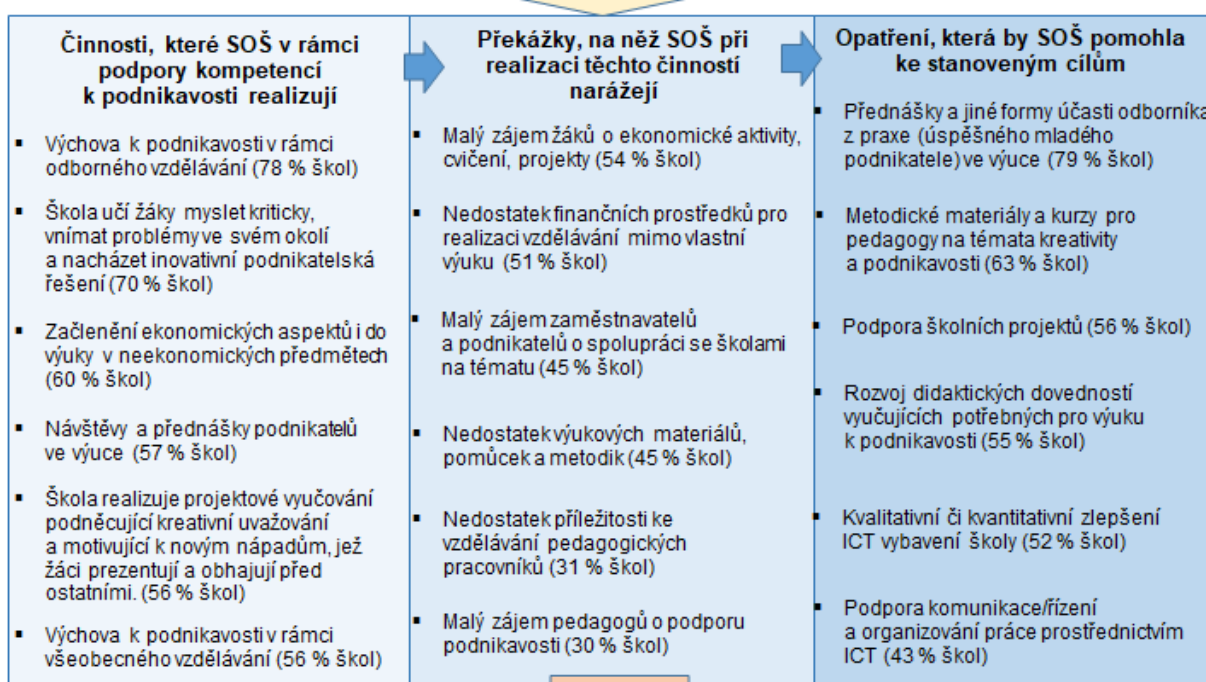 Činnosti, které SOŠ v rámci
podpory kompetencí
k podnikavosti realizují
▪ Výchova k podnikavosti v rámci
odborného vzdělávání (78 % škol)
▪ Škola učí žáky myslet kriticky,
vnímat problémy ve svém okolí
a nacházet inovativní podnikatelská
řešení (70 % škol)
▪ Začlenění ekonomických aspektů i do
výuky v neekonomických předmětech
(60 % škol)
▪ Návštěvy a přednášky podnikatelů
ve výuce (57 % škol)
▪ Škola realizuje projektové vyučování
podněcující kreativní uvažování
a motivující k novým nápadům, jež
žáci prezentují a obhajují před
ostatními. (56 % škol)
▪ Výchova k podnikavosti v rámci
všeobecného vzdělávání (56 % škol)
Překážky, na něž SOŠ při
realizaci těchto činností
narážejí
▪ Malý zájem žáků o ekonomické aktivity,
cvičení, projekty (54 % škol)
▪ Nedostatek finančních prostředků pro
realizaci vzdělávání mimo vlastní
výuku (51 % škol)
▪ Malý zájem zaměstnavatelů
a podnikatelů o spolupráci se školami
na tématu (45 % škol)
▪ Nedostatek výukových materiálů,
pomůcek a metodik (45 % škol)
▪ Nedostatek příležitosti ke
vzdělávání pedagogických
pracovníků (31 % škol)
▪ Malý zájem pedagogů o podporu
podnikavosti (30 % škol)
Opatření, která by SOŠ pomohla
ke stanoveným cílům
▪ Přednášky a jiné formy účasti odborníka
z praxe (úspěšného mladého
podnikatele) ve výuce (79 % škol)
▪ Metodické materiály a kurzy pro
pedagogy na témata kreativity
a podnikavosti (63 % škol)
▪ Podpora školních projektů (56 % škol)
▪ Rozvoj didaktických dovedností
vyučujících potřebných pro výuku
k podnikavosti (55 % škol)
▪ Kvalitativní či kvantitativní zlepšení
ICT vybavení školy (52 % škol)
▪ Podpora komunikace/řízení
a organizování práce prostřednictvím
ICT (43 % škol)